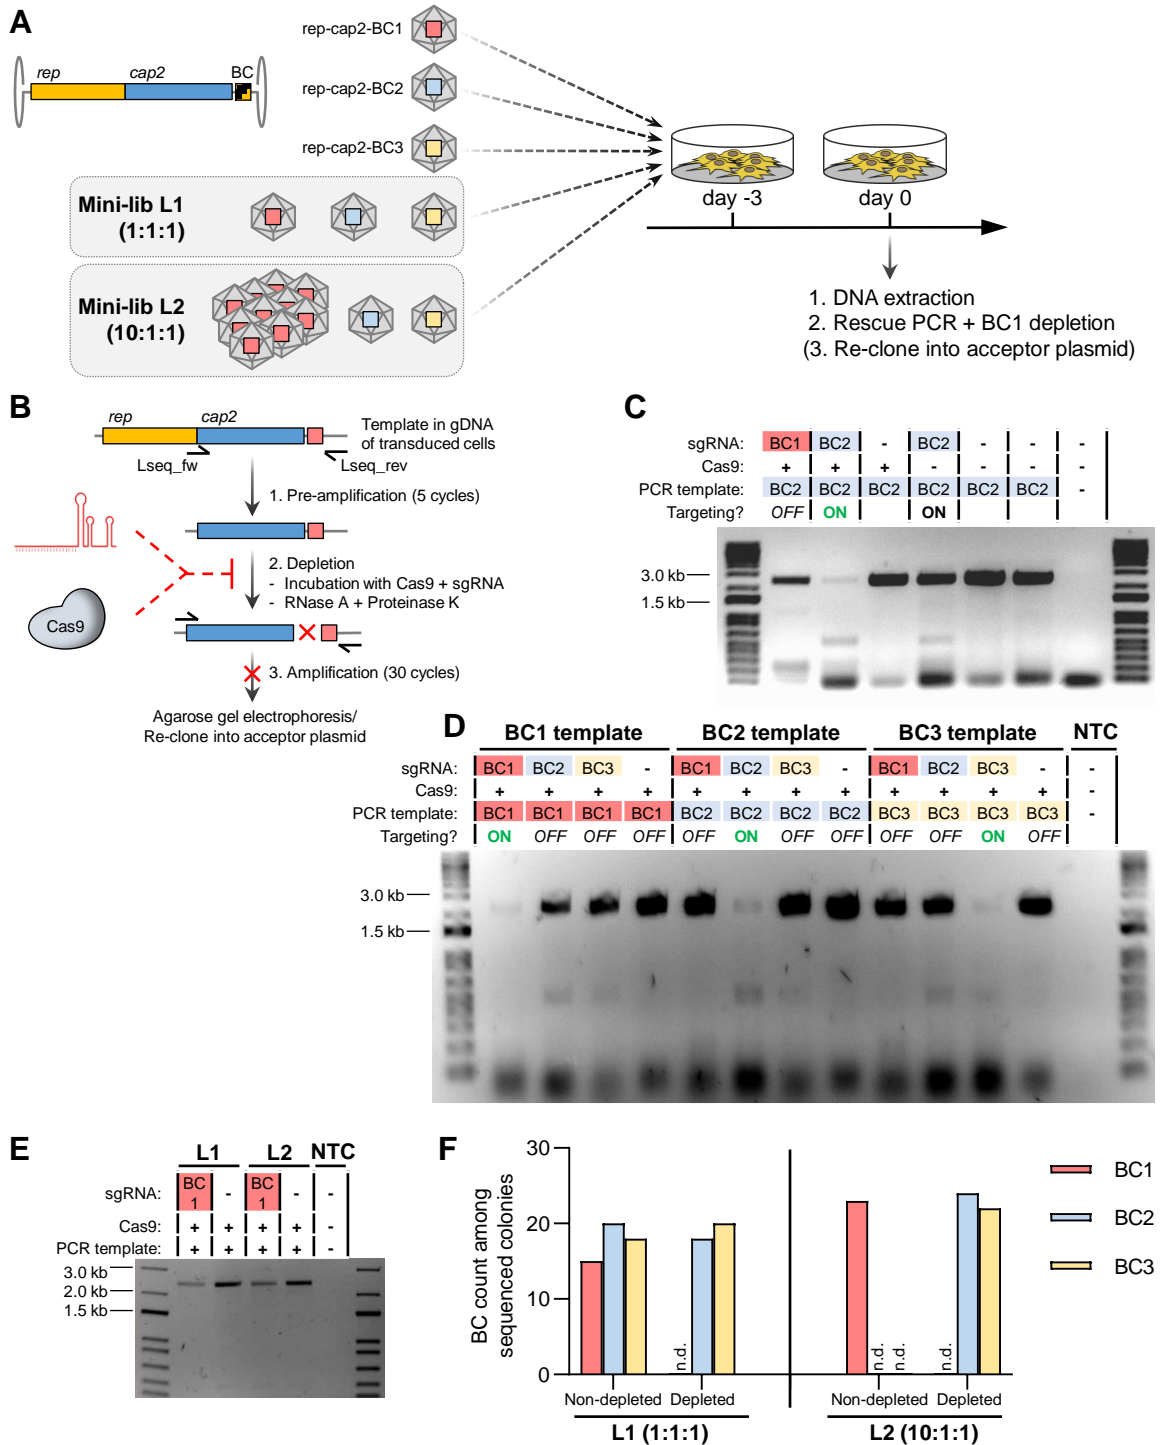 A
rep cap2 BC
rep-cap2-BC1
rep-cap2-BC2
rep-cap2-BC3
Mini-lib L1
(1:1:1)
Mini-lib L2
(10:1:1)
day -3 day 0
1. DNA extraction
2. Rescue PCR + BC1 depletion
(3. Re-clone into acceptor plasmid)
B
rep cap2
Template in gDNA
of transduced cells
Lseq_fw Lseq_rev
1. Pre-amplification (5 cycles)
2. Depletion
- Incubation with Cas9 + sgRNA
- RNase A + Proteinase K
Cas9
3. Amplification (30 cycles)
Agarose gel electrophoresis/
Re-clone into acceptor plasmid
C
sgRNA: BC1 BC2 - BC2 - - -
Cas9: + + + - - - -
PCR template: BC2 BC2 BC2 BC2 BC2 BC2 -
Targeting? OFF ON ON
3.0 kb
1.5 kb
D
BC1 template BC2 template BC3 template NTC
sgRNA: BC1 BC2 BC3 - BC1 BC2 BC3 - BC1 BC2 BC3 - -
Cas9: + + + + + + + + + + + + -
PCR template: BC1 BC1 BC1 BC1 BC2 BC2 BC2 BC2 BC3 BC3 BC3 BC3 -
Targeting? ON OFF OFF OFF OFF ON OFF OFF OFF OFF ON OFF
3.0 kb
1.5 kb
E
L1 L2 NTC
sgRNA: BC1 - BC1 - -
Cas9: + + + + -
PCR template: + + + + -
3.0 kb
2.0 kb
1.5 kb
F
BC count among
sequenced colonies
30
20
10
0
n.d. n.d. n.d. n.d.
Non-depleted Depleted Non-depleted Depleted
L1 (1:1:1) L2 (10:1:1)
BC1
BC2
BC3